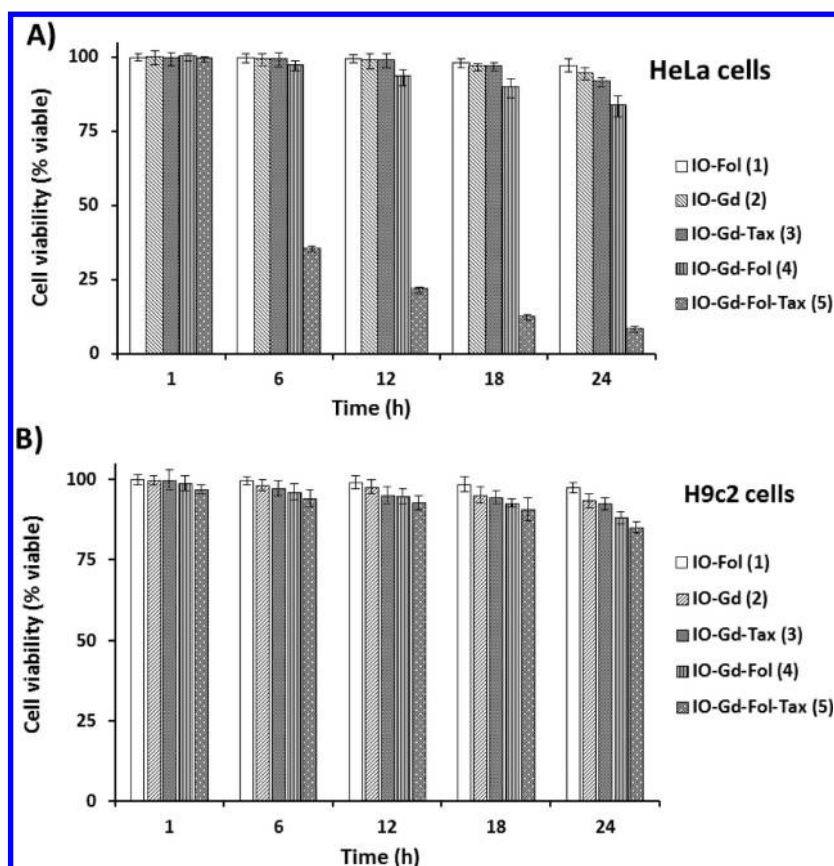 A)
HeLa cells
Cell viability (% viable)
100
75
50
25
0
1 6 12 18 24
Time (h)
IO-Fol (1)
IO-Gd (2)
IO-Gd-Tax (3)
IO-Gd-Fol (4)
IO-Gd-Fol-Tax (5)
B)
H9c2 cells
Cell viability (% viable)
100
75
50
25
0
1 6 12 18 24
Time (h)
IO-Fol (1)
IO-Gd (2)
IO-Gd-Tax (3)
IO-Gd-Fol (4)
IO-Gd-Fol-Tax (5)